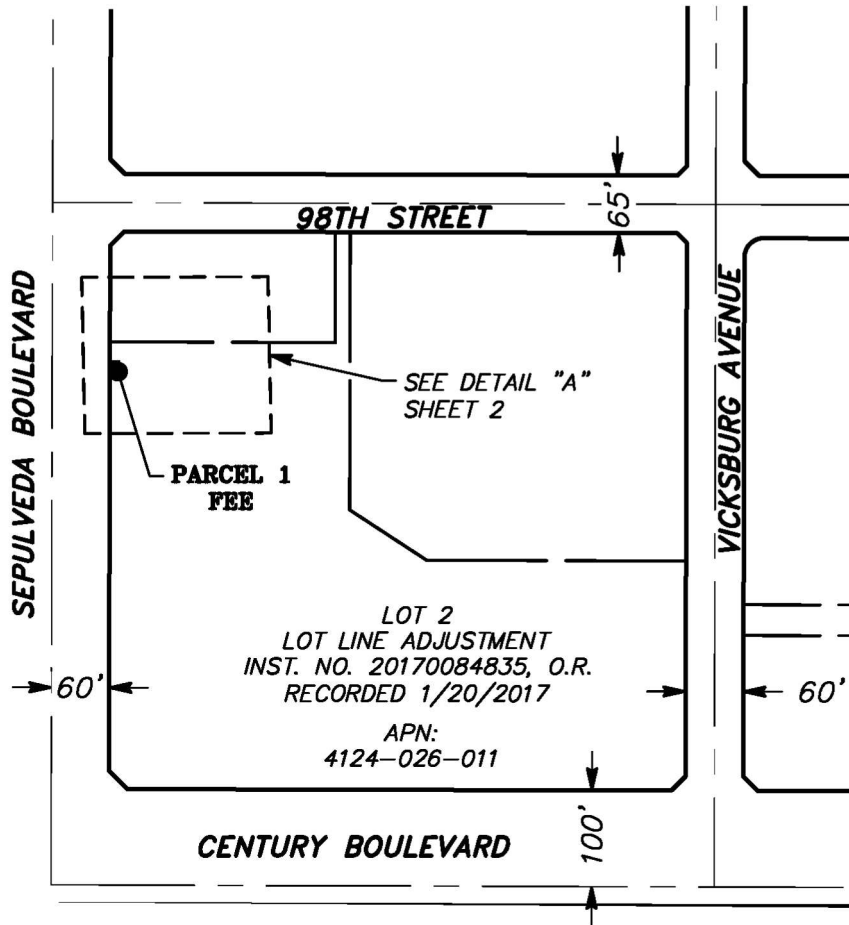 98TH STREET
65'
SEPULVEDA BOULEVARD
VICKSBURG AVENUE
SEE DETAIL "A"
SHEET 2
PARCEL 1
FEE
LOT 2
LOT LINE ADJUSTMENT
INST. NO. 20170084835, O.R.
RECORDED 1/20/2017
APN:
4124-026-011
60'
60'
CENTURY BOULEVARD
100'